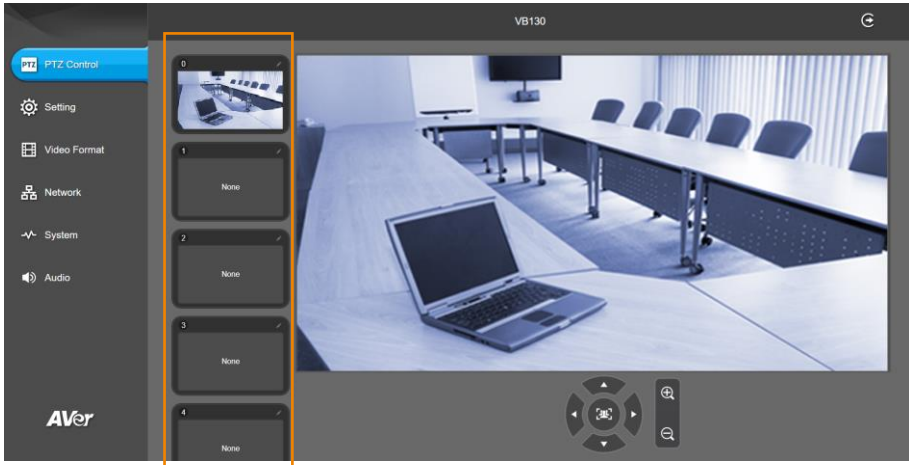 VB130
PTZ PTZ Control
Setting
Video Format
Network
System
Audio
AVer
0
1
None
2
None
3
None
4
None